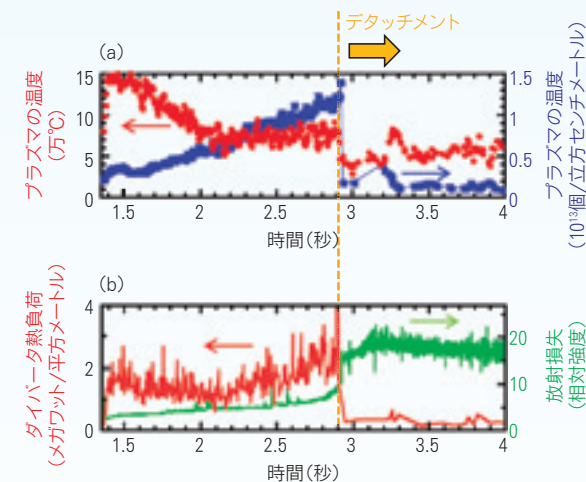 デタッチメント
(a)
プラズマの温度
(万℃)
15
10
5
0
1.5
1
0.5
0
プラズマの温度
(10¹³個/立方センチメートル)
1.5
2
2.5
3
3.5
4
時間(秒)
(b)
ダイバータ熱負荷
(メガワット/平方メートル)
4
2
0
20
10
0
放射損失
(相対強度)
1.5
2
2.5
3
3.5
4
時間(秒)